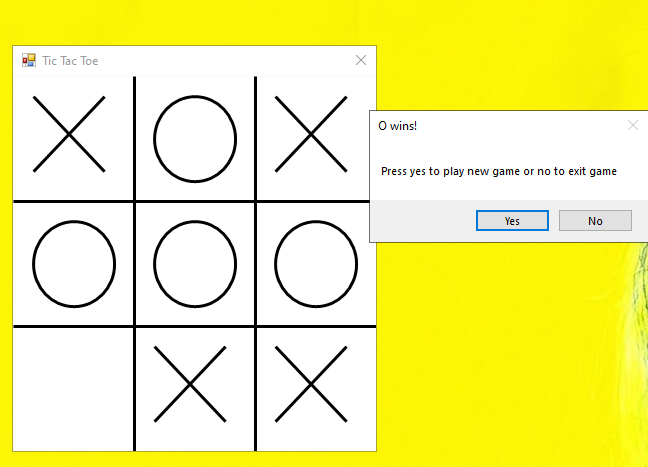 Tic Tac Toe
O wins!
Press yes to play new game or no to exit game
Yes
No